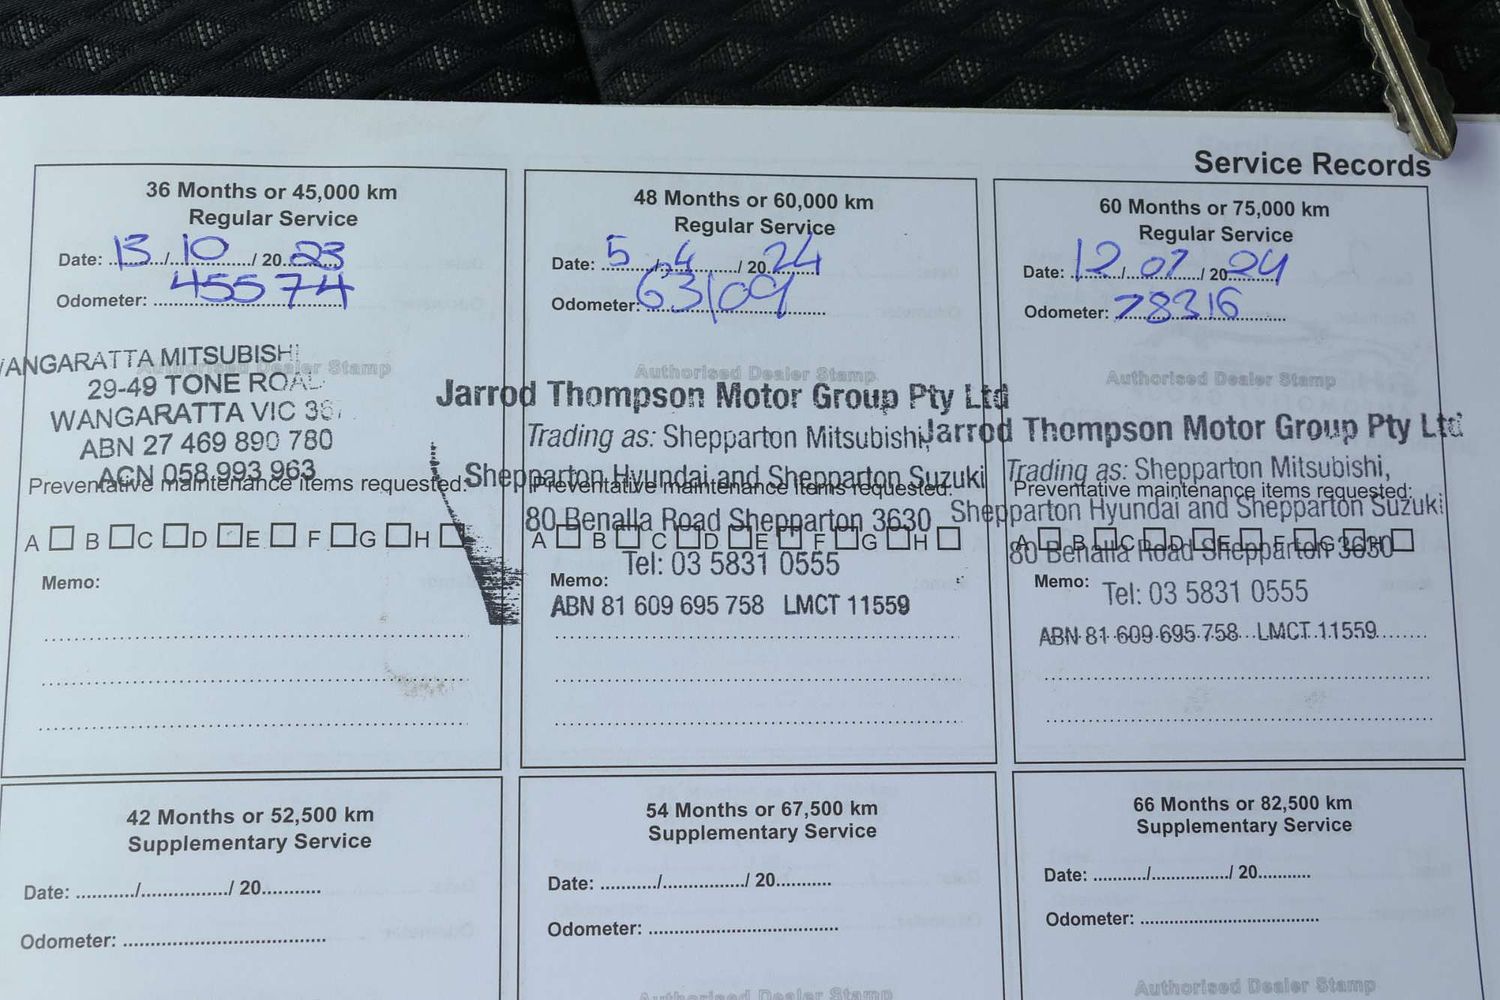 Service Records
36 Months or 45,000 km
Regular Service
Date: 13 / 10 / 20 23
Odometer: 45574
Authorised Dealer Stamp
WANGARATTA MITSUBISHI
29-49 TONE ROAD
WANGARATTA VIC
ABN 27 469 890 780
ACN 058 993 963
Preventative maintenance items requested:
A B C D E F G H
Memo:
48 Months or 60,000 km
Regular Service
Date: 5 / 4 / 20 24
Odometer: 63109
Authorised Dealer Stamp
Jarrod Thompson Motor Group Pty Ltd
Trading as: Shepparton Mitsubishi,
Shepparton Hyundai and Shepparton Suzuki
Preventative maintenance items requested:
80 Benalla Road Shepparton 3630
A B C D E F G H
Tel: 03 5831 0555
Memo:
ABN 81 609 695 758 LMCT 11559
60 Months or 75,000 km
Regular Service
Date: 12 / 07 / 20 24
Odometer: 78316
Authorised Dealer Stamp
Jarrod Thompson Motor Group Pty Ltd
Trading as: Shepparton Mitsubishi,
Preventative maintenance items requested:
Shepparton Hyundai and Shepparton Suzuki
A B C D E F G H
80 Benalla Road Shepparton 3630
Memo:
Tel: 03 5831 0555
ABN 81 609 695 758 LMCT 11559
42 Months or 52,500 km
Supplementary Service
Date: ........../.............../ 20..........
Odometer: ....................................
54 Months or 67,500 km
Supplementary Service
Date: ........../.............../ 20..........
Odometer: ....................................
Authorised Dealer Stamp
66 Months or 82,500 km
Supplementary Service
Date: ........../.............../ 20..........
Odometer: ....................................
Authorised Dealer Stamp